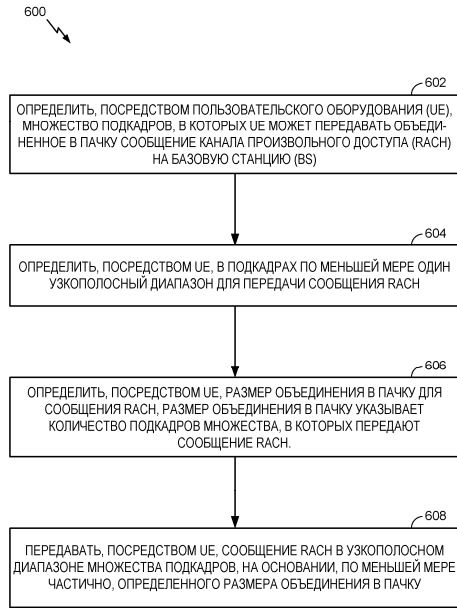 600
602
ОПРЕДЕЛИТЬ, ПОСРЕДСТВОМ ПОЛЬЗОВАТЕЛЬСКОГО ОБОРУДОВАНИЯ (UE),
МНОЖЕСТВО ПОДКАДРОВ, В КОТОРЫХ UE МОЖЕТ ПЕРЕДАВАТЬ ОБЪЕДИ-
НЕННОЕ В ПАЧКУ СООБЩЕНИЕ КАНАЛА ПРОИЗВОЛЬНОГО ДОСТУПА (RACH)
НА БАЗОВУЮ СТАНЦИЮ (BS)
604
ОПРЕДЕЛИТЬ, ПОСРЕДСТВОМ UE, В ПОДКАДРАХ ПО МЕНЬШЕЙ МЕРЕ ОДИН
УЗКОПОЛОСНЫЙ ДИАПАЗОН ДЛЯ ПЕРЕДАЧИ СООБЩЕНИЯ RACH
606
ОПРЕДЕЛИТЬ, ПОСРЕДСТВОМ UE, РАЗМЕР ОБЪЕДИНЕНИЯ В ПАЧКУ ДЛЯ
СООБЩЕНИЯ RACH, РАЗМЕР ОБЪЕДИНЕНИЯ В ПАЧКУ УКАЗЫВАЕТ
КОЛИЧЕСТВО ПОДКАДРОВ МНОЖЕСТВА, В КОТОРЫХ ПЕРЕДАЮТ
СООБЩЕНИЕ RACH.
608
ПЕРЕДАВАТЬ, ПОСРЕДСТВОМ UE, СООБЩЕНИЕ RACH В УЗКОПОЛОСНОМ
ДИАПАЗОНЕ МНОЖЕСТВА ПОДКАДРОВ, НА ОСНОВАНИИ, ПО МЕНЬШЕЙ МЕРЕ
ЧАСТИЧНО, ОПРЕДЕЛЕННОГО РАЗМЕРА ОБЪЕДИНЕНИЯ В ПАЧКУ